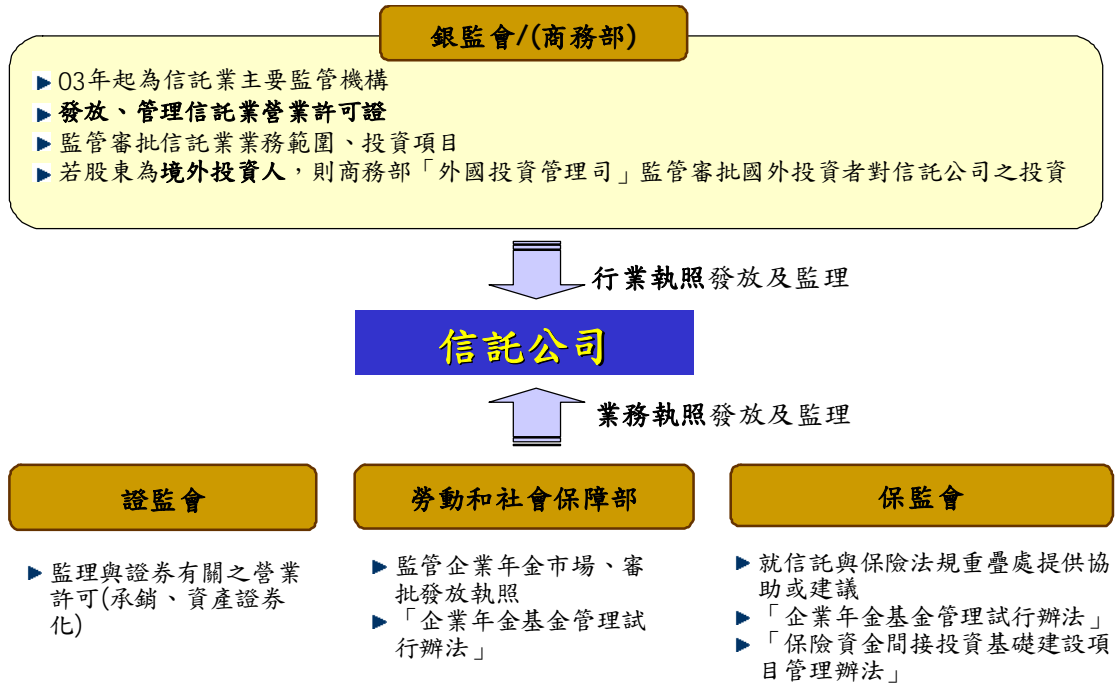 銀監會/(商務部)
03年起為信託業主要監管機構
發放、管理信託業營業許可證
監管審批信託業業務範圍、投資項目
若股東為境外投資人，則商務部「外國投資管理司」監管審批國外投資者對信託公司之投資
行業執照發放及監理
信託公司
業務執照發放及監理
證監會
監理與證券有關之營業
許可(承銷、資產證券
化)
勞動和社會保障部
監管企業年金市場、審
批發放執照
「企業年金基金管理試
行辦法」
保監會
就信託與保險法規重疊處提供協
助或建議
「企業年金基金管理試行辦法」
「保險資金間接投資基礎建設項
目管理辦法」